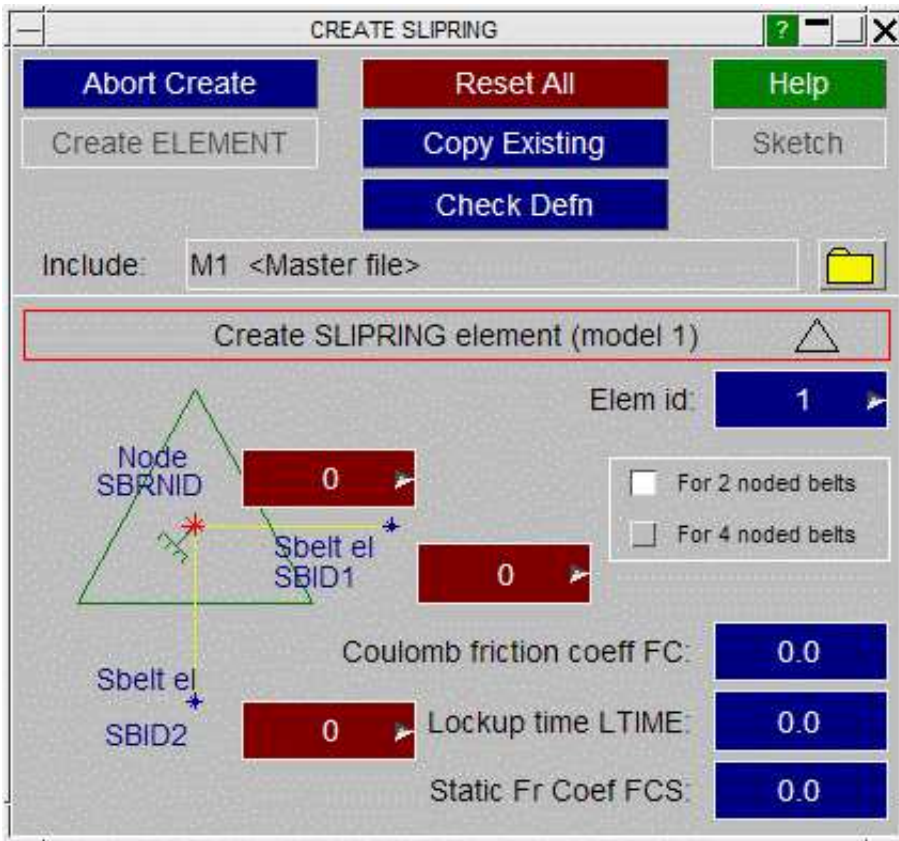 CREATE SLIPRING ?
Abort Create Reset All Help
Create ELEMENT Copy Existing Sketch
Check Defn
Include: M1 <Master file>
Create SLIPRING element (model 1)
Elem id: 1
Node
SBRNID 0
For 2 noded belts
For 4 noded belts
Sbelt el
SBID1 0
Coulomb friction coeff FC: 0.0
Sbelt el
SBID2 0
Lockup time LTIME: 0.0
Static Fr Coef FCS: 0.0